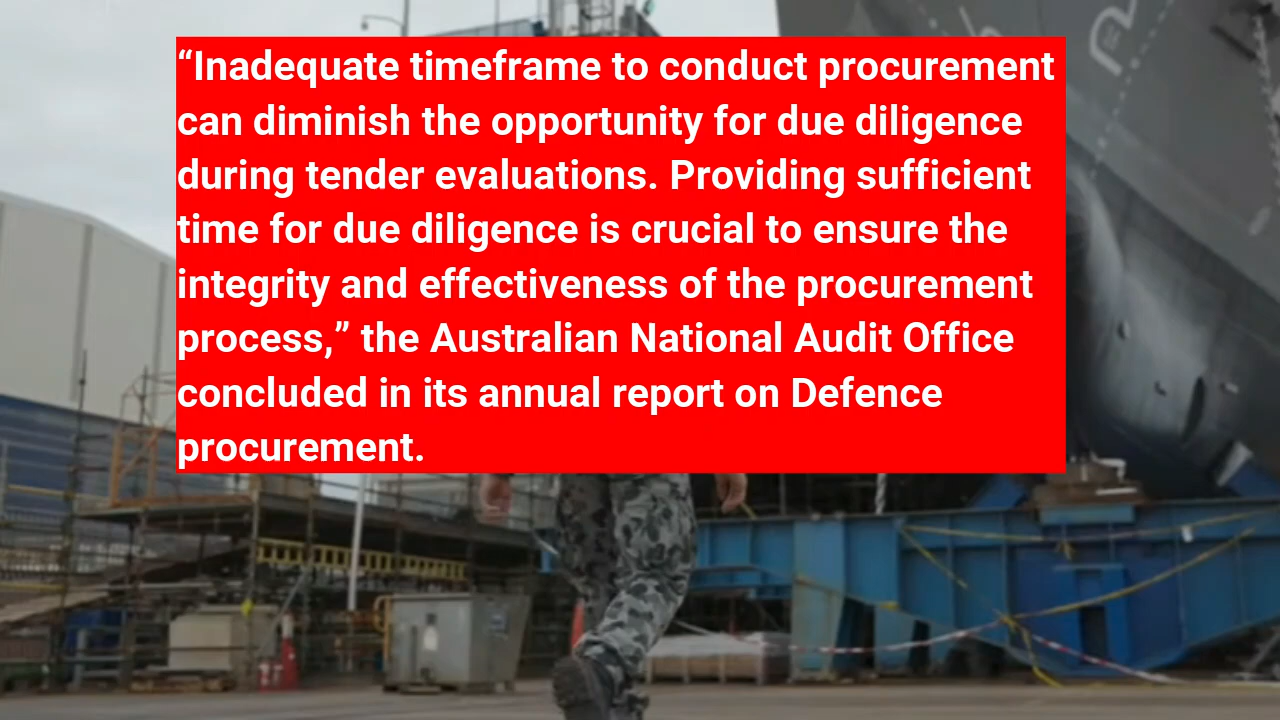 “Inadequate timeframe to conduct procurement
can diminish the opportunity for due diligence
during tender evaluations. Providing sufficient
time for due diligence is crucial to ensure the
integrity and effectiveness of the procurement
process,” the Australian National Audit Office
concluded in its annual report on Defence
procurement.